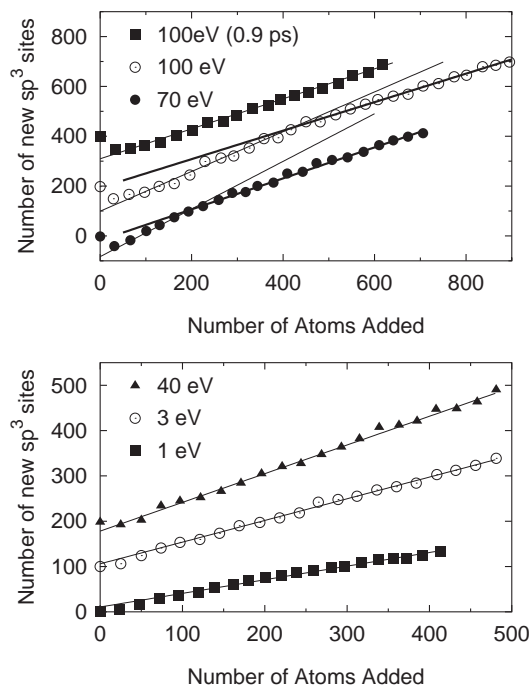 800
600
400
200
0
Number of new sp³ sites
100eV (0.9 ps)
100 eV
70 eV
0 200 400 600 800
Number of Atoms Added
500
400
300
200
100
0
Number of new sp³ sites
40 eV
3 eV
1 eV
0 100 200 300 400 500
Number of Atoms Added